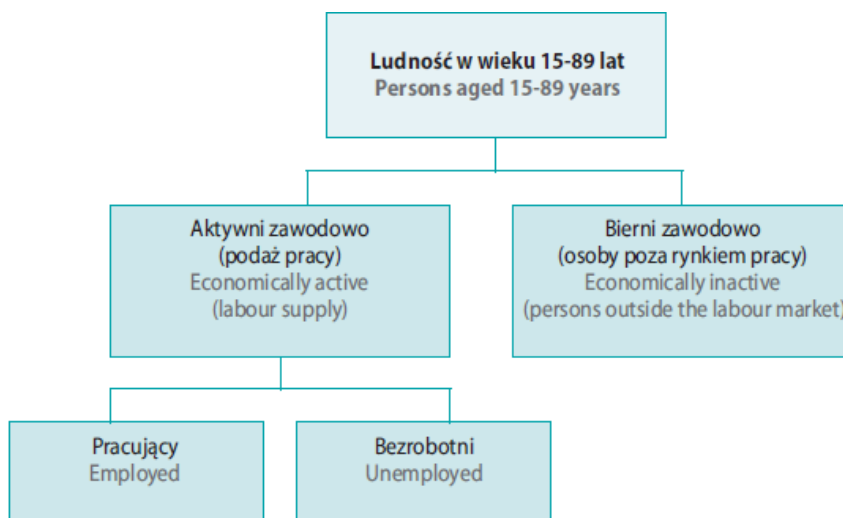 Ludność w wieku 15-89 lat
Persons aged 15-89 years
Aktywni zawodowo
(podaż pracy)
Economically active
(labour supply)
Bierni zawodowo
(osoby poza rynkiem pracy)
Economically inactive
(persons outside the labour market)
Pracujący
Employed
Bezrobotni
Unemployed